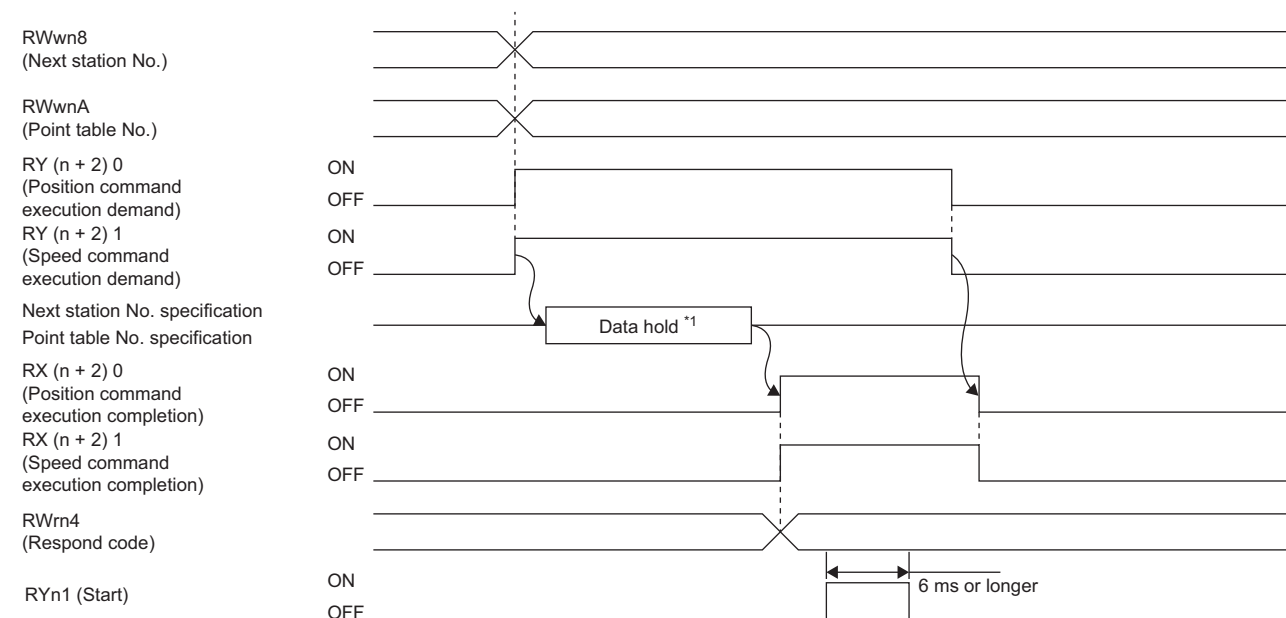 RWwn8
(Next station No.)
RWwnA
(Point table No.)
RY (n + 2) 0
(Position command
execution demand)
ON
OFF
RY (n + 2) 1
(Speed command
execution demand)
ON
OFF
Next station No. specification
Point table No. specification
Data hold *1
RX (n + 2) 0
(Position command
execution completion)
ON
OFF
RX (n + 2) 1
(Speed command
execution completion)
ON
OFF
RWrn4
(Respond code)
RYn1 (Start)
ON
OFF
6 ms or longer